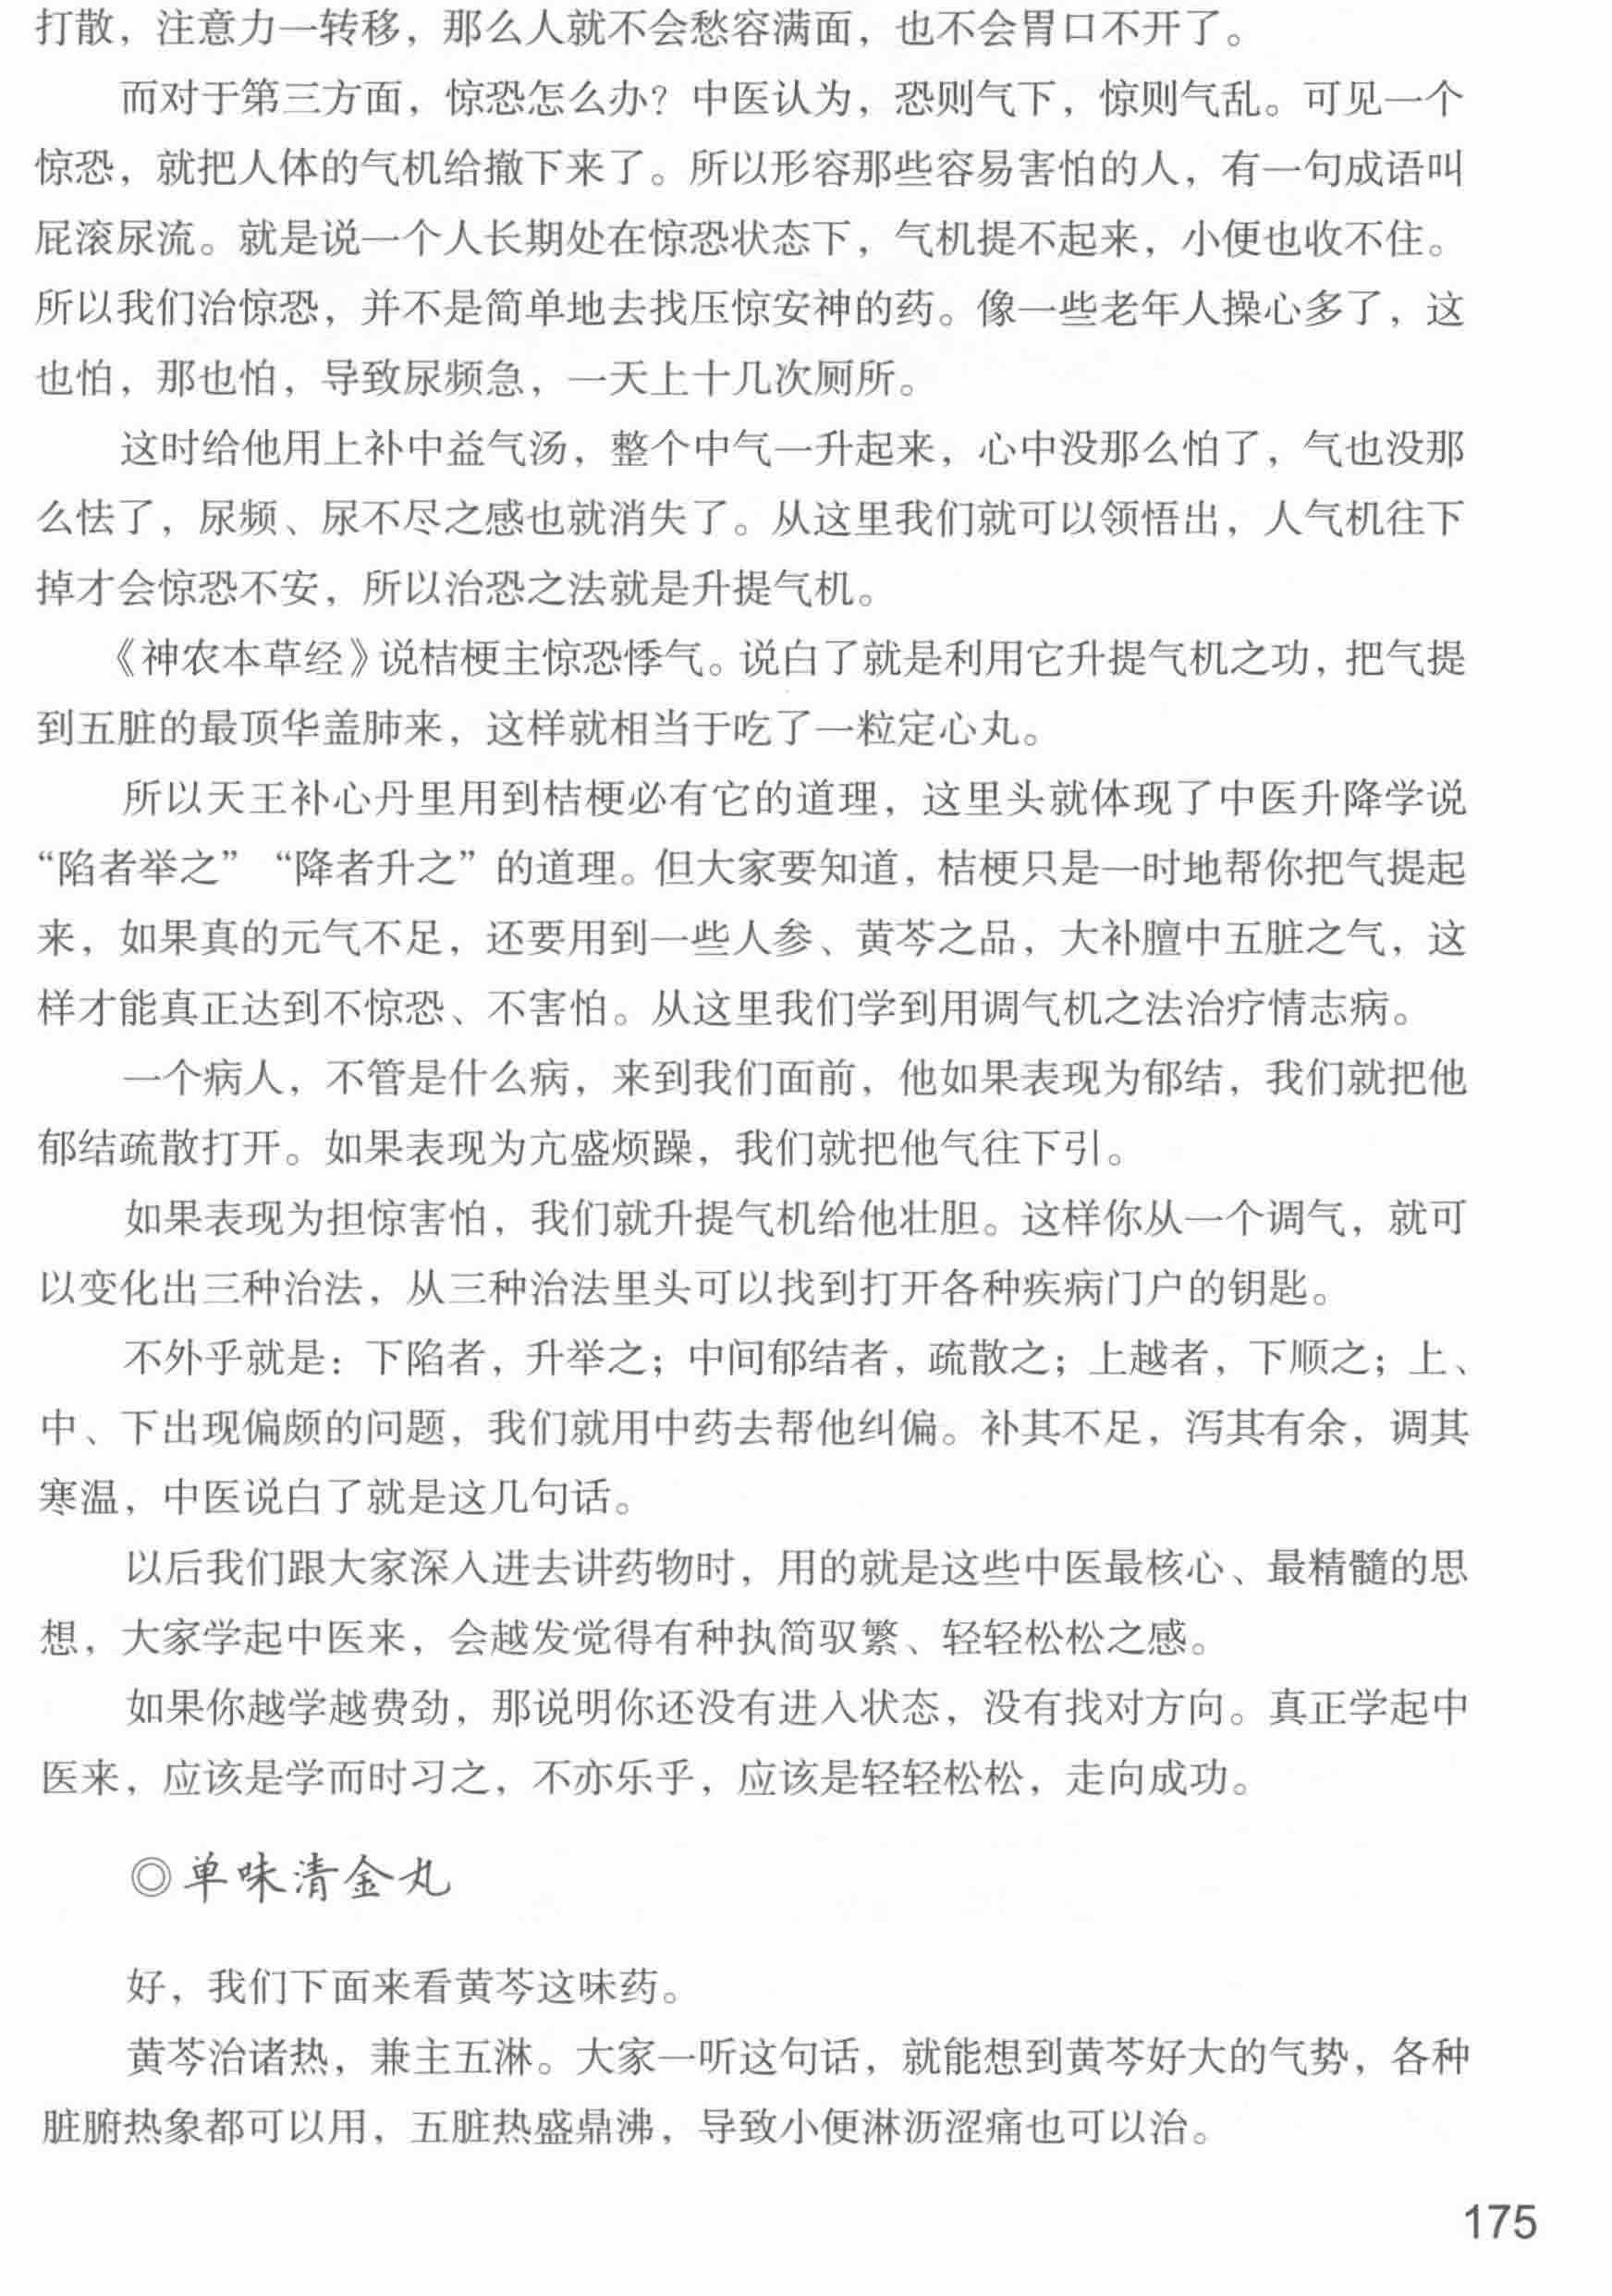 打散，注意力一转移，那么人就不会愁容满面，也不会胃口不开了。
而对于第三方面，惊恐怎么办？中医认为，恐则气下，惊则气乱。可见一个
惊恐，就把人体的气机给撤下来了。所以形容那些容易害怕的人，有一句成语叫
屁滚尿流。就是说一个人长期处在惊恐状态下，气机提不起来，小便也收不住。
所以我们治惊恐，并不是简单地去找压惊安神的药。像一些老年人操心多了，这
也怕，那也怕，导致尿频急，一天上十几次厕所。
这时给他用上补中益气汤，整个中气一升起来，心中没那么怕了，气也没那
么怯了，尿频、尿不尽之感也就消失了。从这里我们就可以领悟出，人气机往下
掉才会惊恐不安，所以治恐之法就是升提气机。
《神农本草经》说桔梗主惊恐悸气。说白了就是利用它升提气机之功，把气提
到五脏的最顶华盖肺来，这样就相当于吃了一粒定心丸。
所以天王补心丹里用到桔梗必有它的道理，这里头就体现了中医升降学说
“陷者举之”“降者升之”的道理。但大家要知道，桔梗只是一时地帮你把气提起
来，如果真的元气不足，还要用到一些人参、黄芩之品，大补膻中五脏之气，这
样才能真正达到不惊恐、不害怕。从这里我们学到用调气机之法治疗情志病。
一个病人，不管是什么病，来到我们面前，他如果表现为郁结，我们就把他
郁结疏散打开。如果表现为亢盛烦躁，我们就把他气往下引。
如果表现为担惊害怕，我们就升提气机给他壮胆。这样你从一个调气，就可
以变化出三种治法，从三种治法里头可以找到打开各种疾病门户的钥匙。
不外乎就是：下陷者，升举之；中间郁结者，疏散之；上越者，下顺之；上、
中、下出现偏颇的问题，我们就用中药去帮他纠偏。补其不足，泻其有余，调其
寒温，中医说白了就是这几句话。
以后我们跟大家深入进去讲药物时，用的就是这些中医最核心、最精髓的思
想，大家学起中医来，会越发觉得有种执简驭繁、轻轻松松之感。
如果你越学越费劲，那说明你还没有进入状态，没有找对方向。真正学起中
医来，应该是学而时习之，不亦乐乎，应该是轻轻松松，走向成功。
◎单味清金丸
好，我们下面来看黄芩这味药。
黄芩治诸热，兼主五淋。大家一听这句话，就能想到黄芩好大的气势，各种
脏腑热象都可以用，五脏热盛鼎沸，导致小便淋沥涩痛也可以治。
175